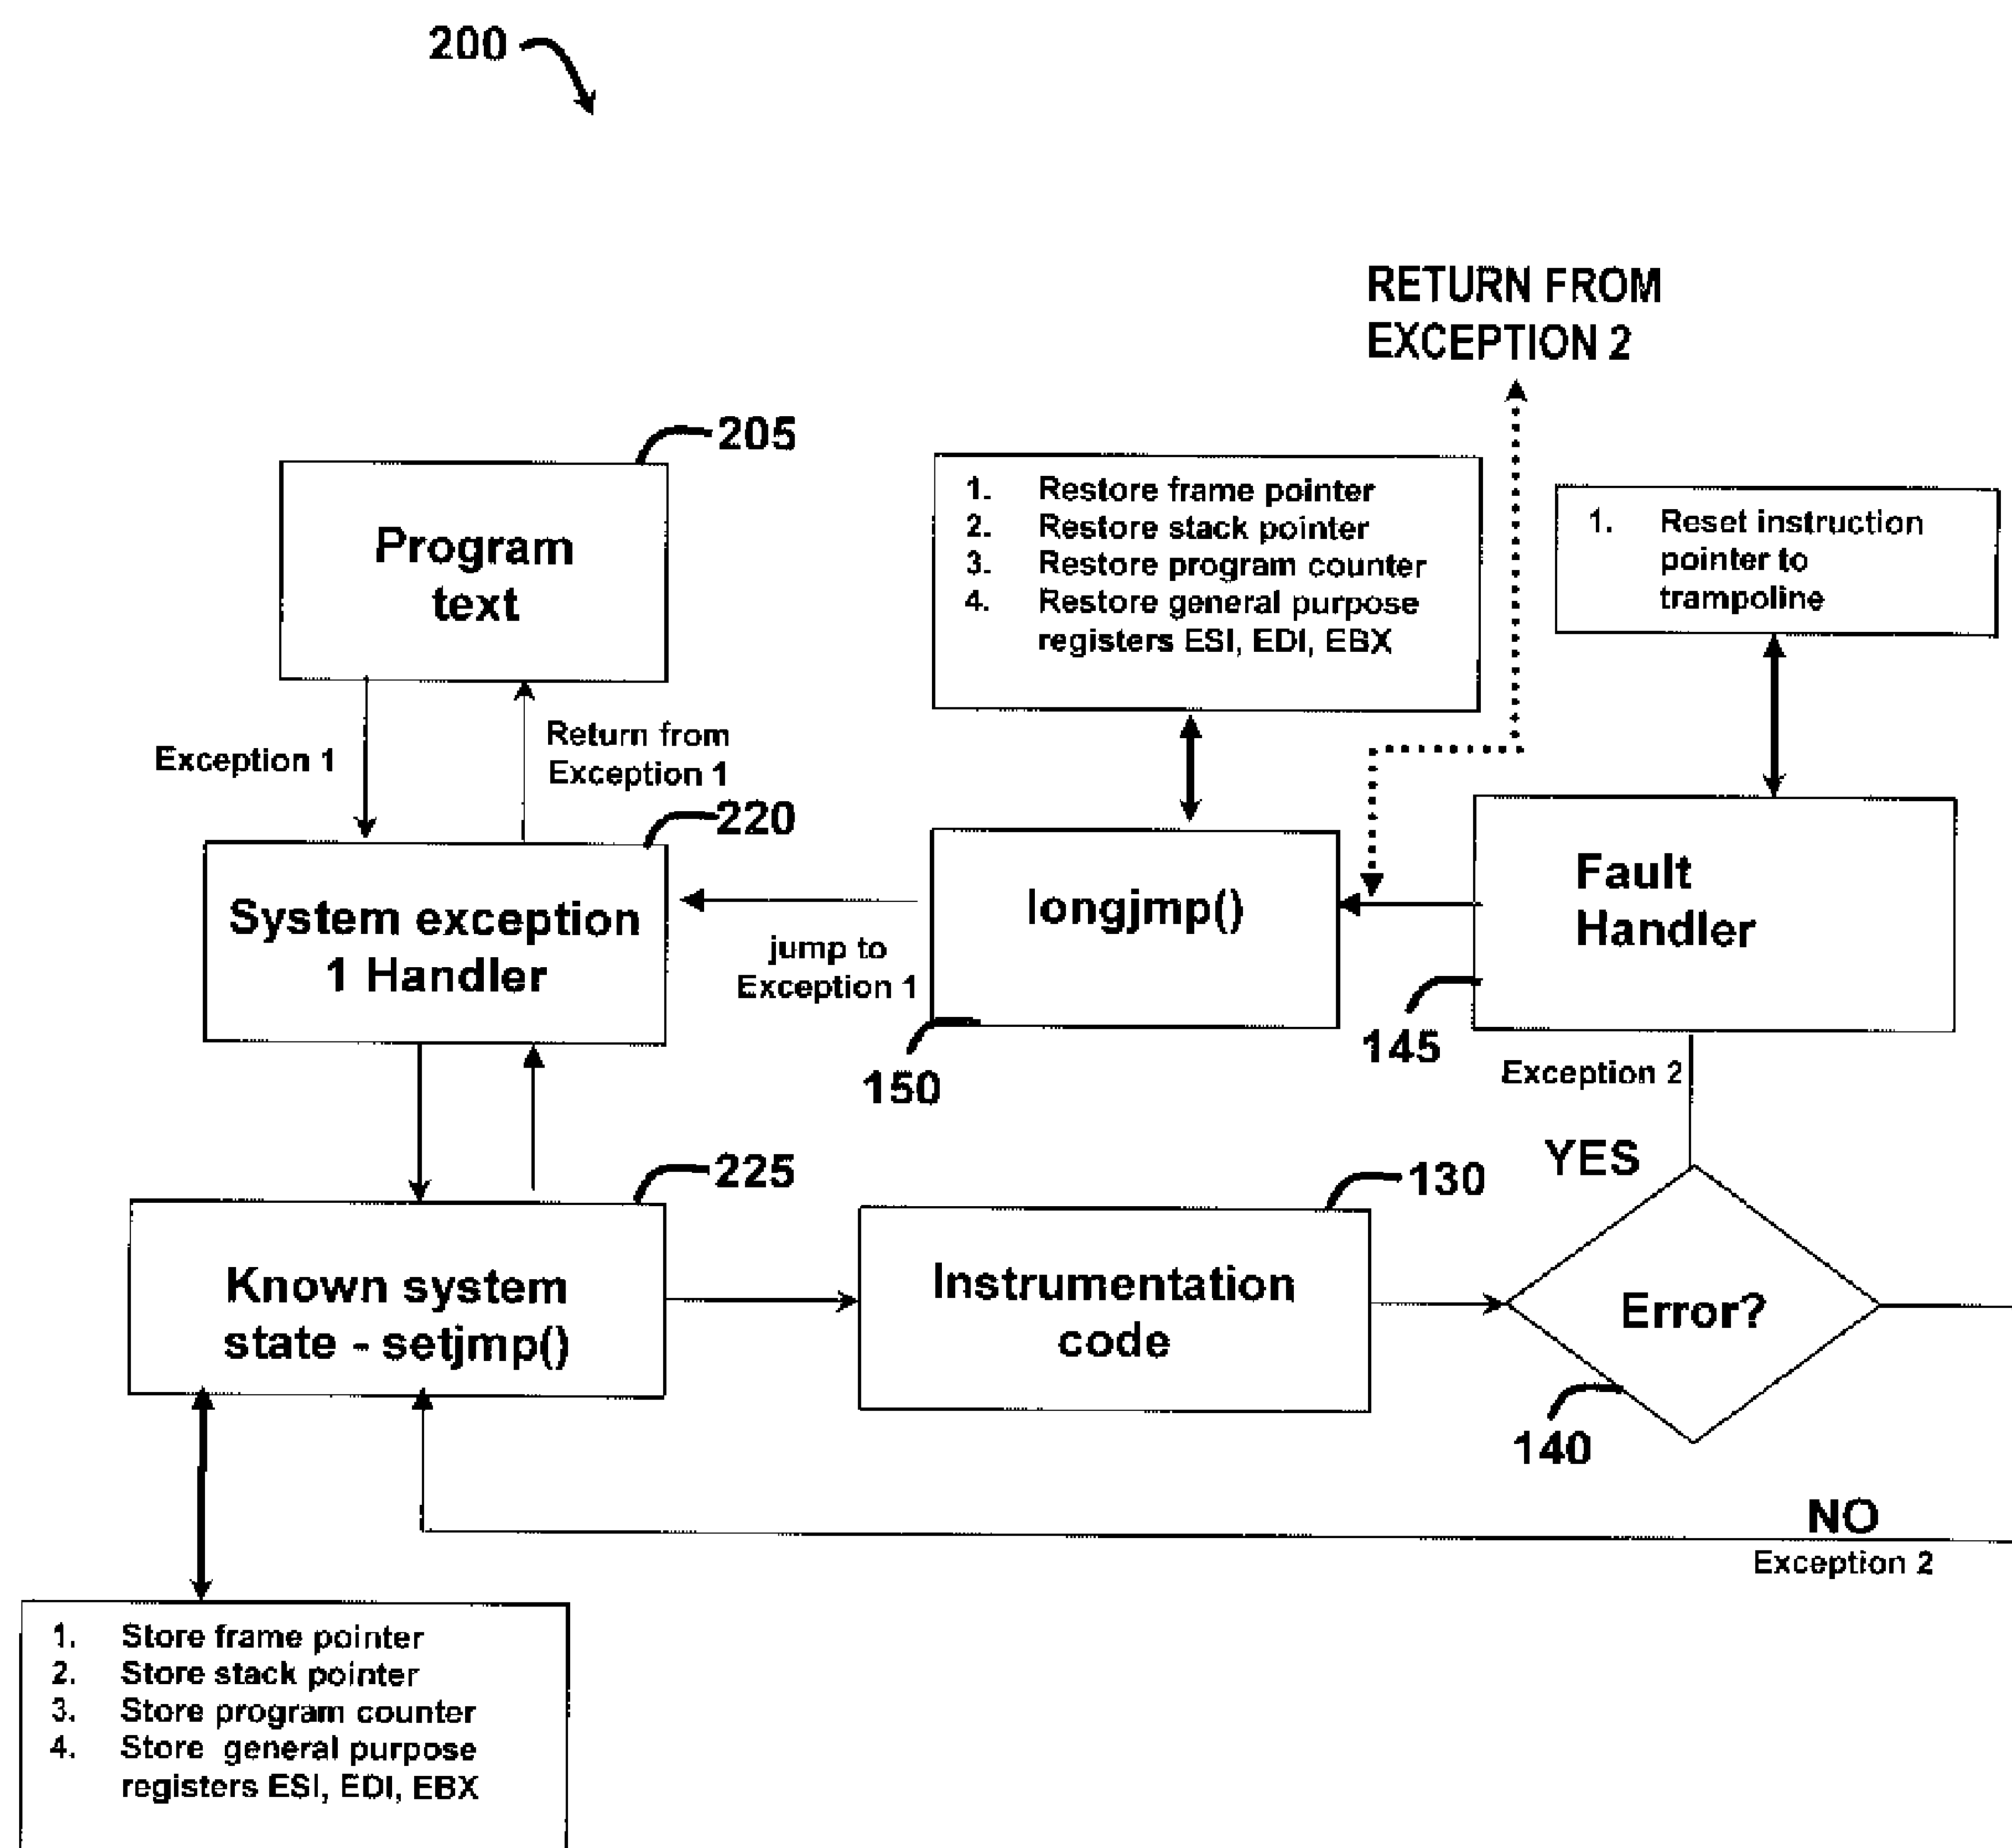 200
RETURN FROM
EXCEPTION 2
205
Program
text
1. Restore frame pointer
2. Restore stack pointer
3. Restore program counter
4. Restore general purpose
registers ESI, EDI, EBX
1. Reset instruction
pointer to
trampoline
Exception 1
Return from
Exception 1
220
System exception
1 Handler
jump to
Exception 1
longjmp()
150
Fault
Handler
145
Exception 2
YES
225
Known system
state - setjmp()
130
Instrumentation
code
Error?
140
NO
Exception 2
1. Store frame pointer
2. Store stack pointer
3. Store program counter
4. Store general purpose
registers ESI, EDI, EBX